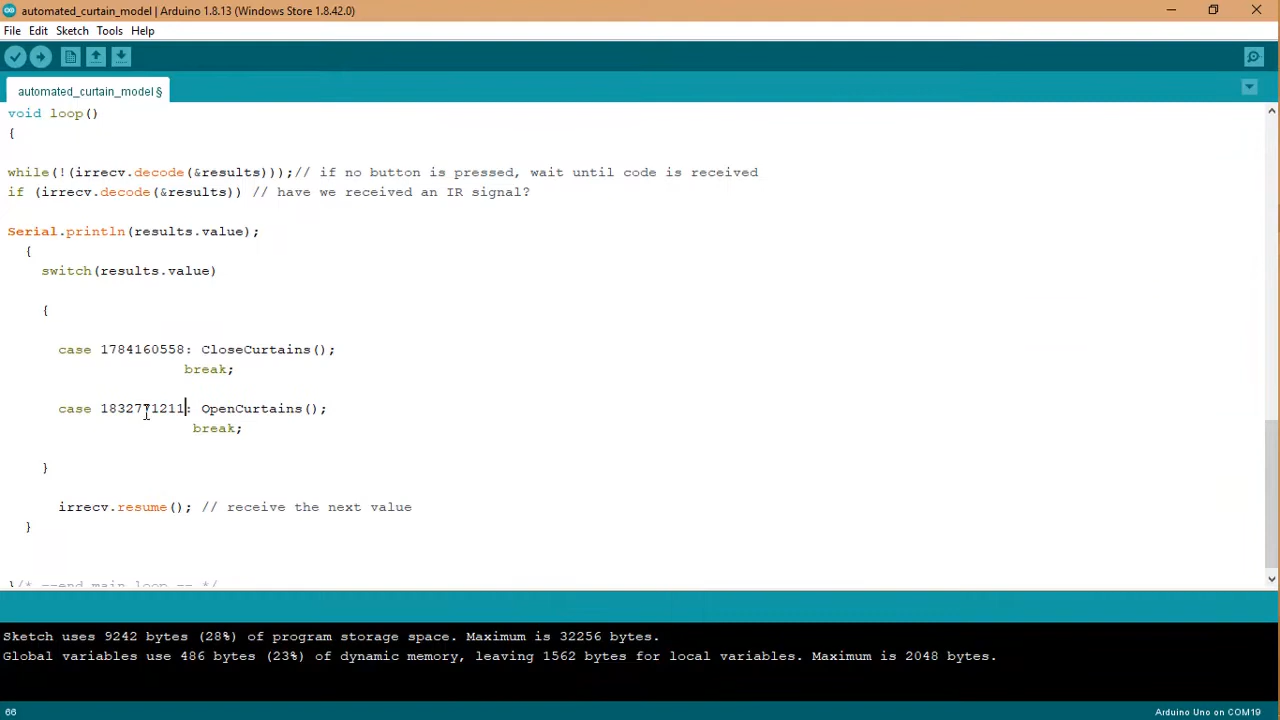 automated_curtain_model | Arduino 1.8.13 (Windows Store 1.8.42.0)
File Edit Sketch Tools Help
automated_curtain_model §
void loop()
{
while(!(irrecv.decode(&results)));// if no button is pressed, wait until code is received
if (irrecv.decode(&results)) // have we received an IR signal?
Serial.println(results.value);
{
switch(results.value)
{
case 1784160558: CloseCurtains();
break;
case 1832771211: OpenCurtains();
break;
}
irrecv.resume(); // receive the next value
}
}/* ==end main loop == */
Sketch uses 9242 bytes (28%) of program storage space. Maximum is 32256 bytes.
Global variables use 486 bytes (23%) of dynamic memory, leaving 1562 bytes for local variables. Maximum is 2048 bytes.
66
Arduino Uno on COM19